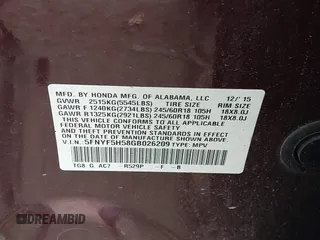 MFD. BY HONDA MFG. OF ALABAMA, LLC 12/'15
GVWR 2515KG(5545LBS) TIRE SIZE RIM SIZE
GAWR F 1240KG(2734LBS) 245/60R18 105H 18X8.0J
GAWR R 1325KG(2921LBS) 245/60R18 105H 18X8.0J
THIS VEHICLE CONFORMS TO ALL APPLICABLE
FEDERAL MOTOR VEHICLE SAFETY AND
THEFT PREVENTION STANDARDS IN EFFECT ON
THE DATE OF MANUFACTURE SHOWN ABOVE.
V.I.N.: 5FNYF5H58GB026209 TYPE: MPV
TG8 G AC7 R529P F B